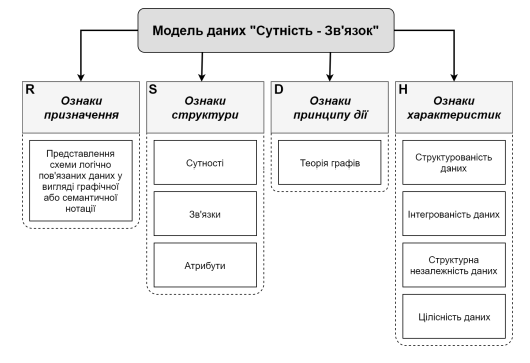 Модель даних "Сутність - Зв'язок"
R
Ознаки
призначення
Представлення
схеми логічно
пов'язаних даних у
вигляді графічної
або семантичної
нотації
S
Ознаки
структури
Сутності
Зв'язки
Атрибути
D
Ознаки
принципу дії
Теорія графів
H
Ознаки
характеристик
Структурованість
даних
Інтегрованість даних
Структурна
незалежність даних
Цілісність даних